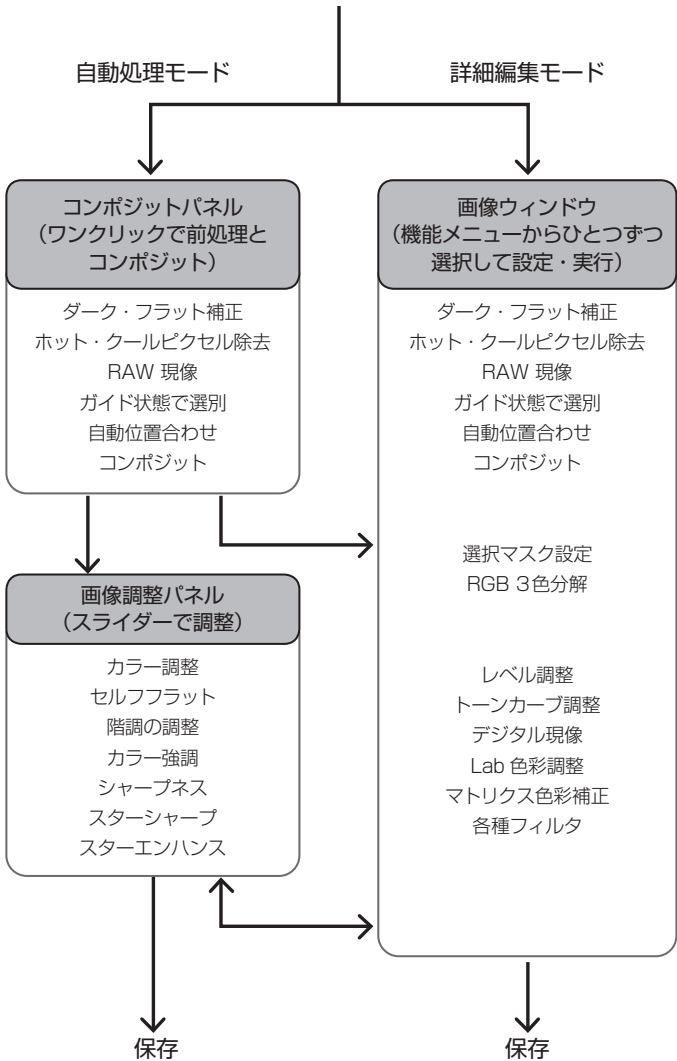 自動処理モード
詳細編集モード
コンポジットパネル
（ワンクリックで前処理と
コンポジット）
ダーク・フラット補正
ホット・クールピクセル除去
RAW 現像
ガイド状態で選別
自動位置合わせ
コンポジット
画像調整パネル
（スライダーで調整）
カラー調整
セルフフラット
階調の調整
カラー強調
シャープネス
スターシャープ
スターエンハンス
保存
画像ウィンドウ
（機能メニューからひとつずつ
選択して設定・実行）
ダーク・フラット補正
ホット・クールピクセル除去
RAW 現像
ガイド状態で選別
自動位置合わせ
コンポジット
選択マスク設定
RGB ３色分解
レベル調整
トーンカーブ調整
デジタル現像
Lab 色彩調整
マトリクス色彩補正
各種フィルタ
保存